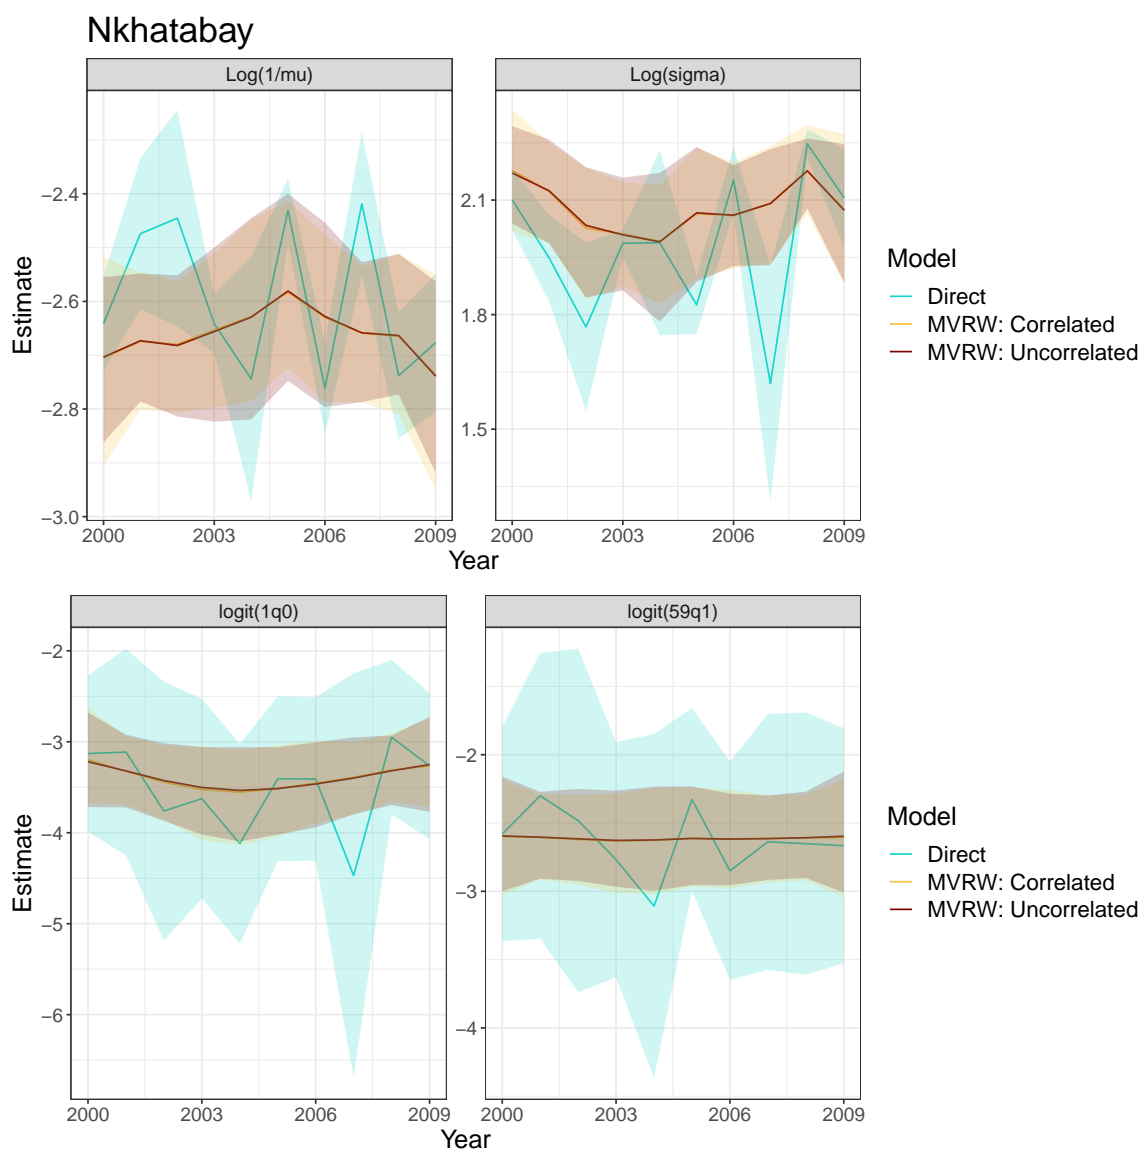 Nkhatabay
Log(1/mu) Log(sigma)
−2.4
−2.6
−2.8
−3.0
2.1
1.8
1.5
Estimate
2000 2003 2006 2009 2000 2003 2006 2009
Year
Model
Direct
MVRW: Correlated
MVRW: Uncorrelated
logit(1q0) logit(59q1)
−2
−3
−4
−5
−6
−2
−3
−4
Estimate
2000 2003 2006 2009 2000 2003 2006 2009
Year
Model
Direct
MVRW: Correlated
MVRW: Uncorrelated